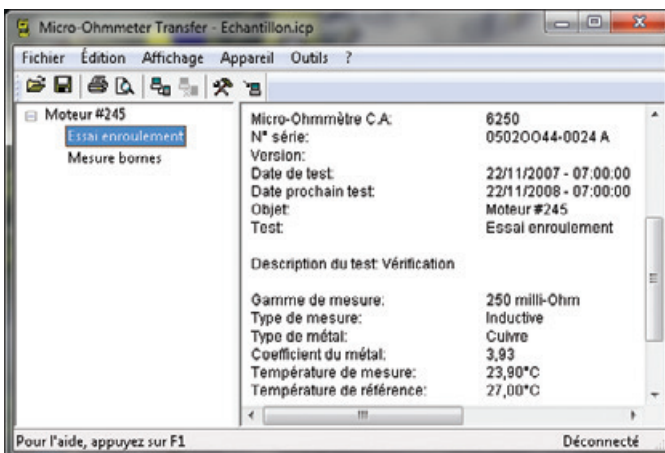 Micro-Ohmmeter Transfer - Echantillon.icp
Fichier Édition Affichage Appareil Outils ?
Moteur #245
Essai enroulement
Mesure bornes
Micro-Ohmmètre C.A: 6250
N° série: 05020044-0024 A
Version:
Date de test: 22/11/2007 - 07:00:00
Date prochain test: 22/11/2008 - 07:00:00
Objet: Moteur #245
Test: Essai enroulement
Description du test: Vérification
Gamme de mesure: 250 milli-Ohm
Type de mesure: Inductive
Type de métal: Cuivre
Coefficient du métal: 3,93
Température de mesure: 23,90°C
Température de référence: 27,00°C
Pour l'aide, appuyez sur F1 Déconnecté